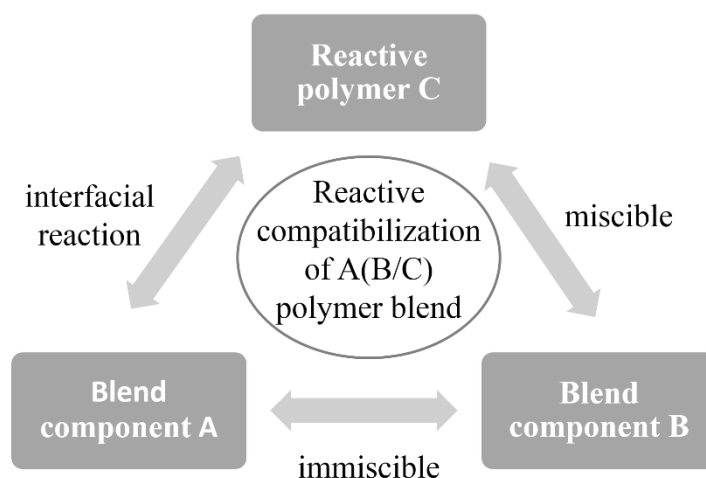 Reactive
polymer C
interfacial
reaction
Reactive
compatibilization
of A(B/C)
polymer blend
miscible
Blend
component A
Blend
component B
immiscible